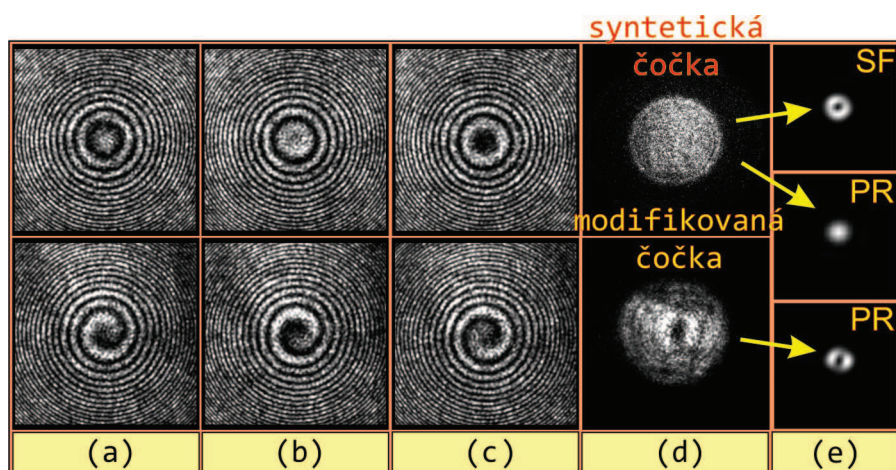 syntetická
čočka
SF
PR
modifikovaná
čočka
PR
(a) (b) (c) (d) (e)